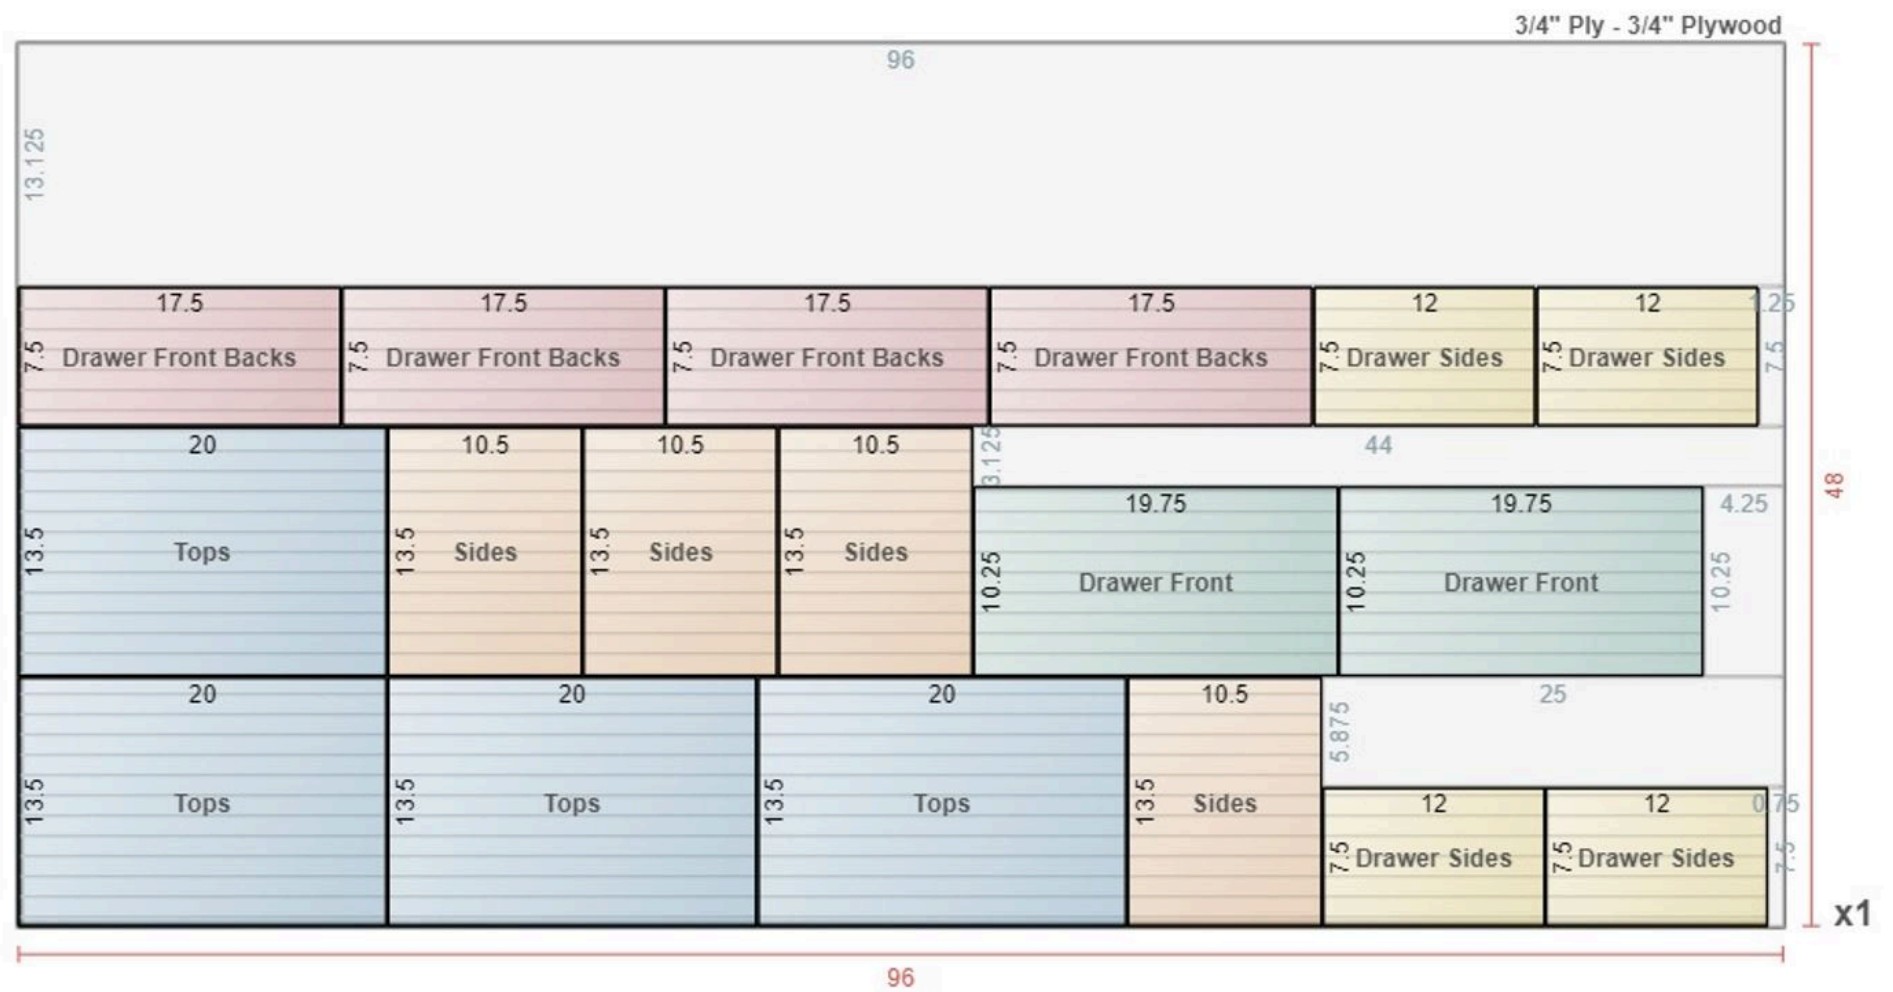 3/4" Ply - 3/4" Plywood
96
13.125
17.5 17.5 17.5 17.5 12 12 1.25
7.5 Drawer Front Backs 7.5 Drawer Front Backs 7.5 Drawer Front Backs 7.5 Drawer Front Backs 7.5 Drawer Sides 7.5 Drawer Sides 7.5
20 10.5 10.5 10.5 3.125 44
48
19.75 19.75 4.25
13.5 Tops 13.5 Sides 13.5 Sides 13.5 Sides
10.25 Drawer Front 10.25 Drawer Front 10.25
20 20 20 10.5 5.875 25
13.5 Tops 13.5 Tops 13.5 Tops 13.5 Sides
12 12 0.75
7.5 Drawer Sides 7.5 Drawer Sides 7.5
x1
96